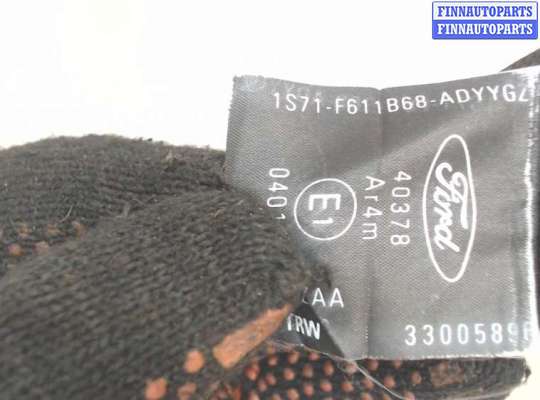 FINNAUTOPARTS
FINNAUTOPARTS
1S71-F611B68-ADYYGZ
Ford
40378
Ar4m
E1
0401
AA
TRW
3300589